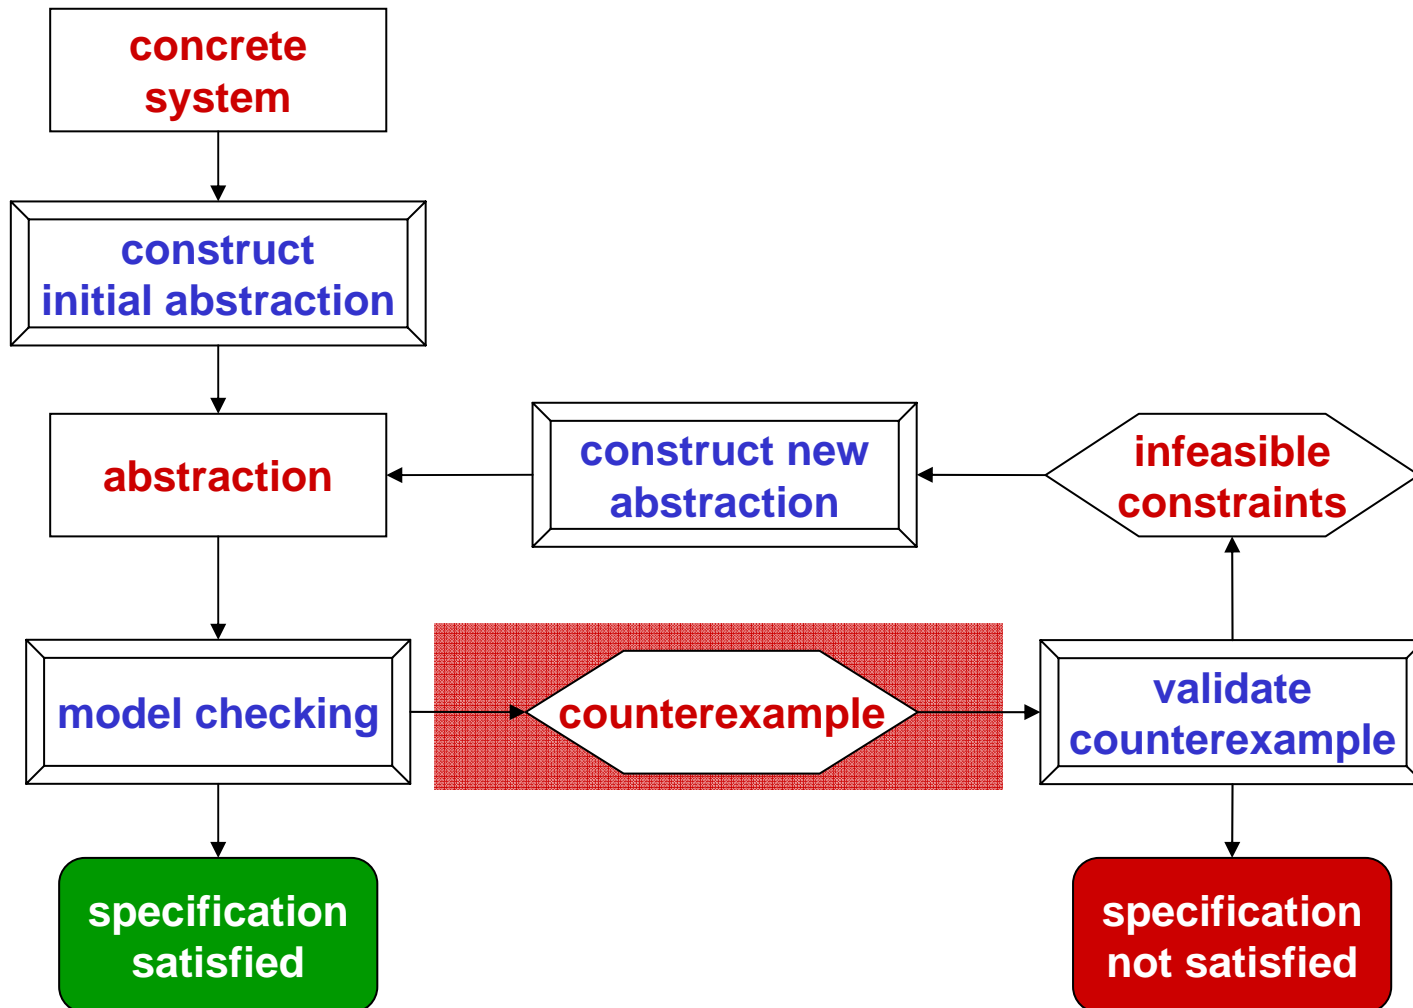 concrete
system
construct
initial abstraction
abstraction
construct new
abstraction
infeasible
constraints
model checking
counterexample
validate
counterexample
specification
satisfied
specification
not satisfied